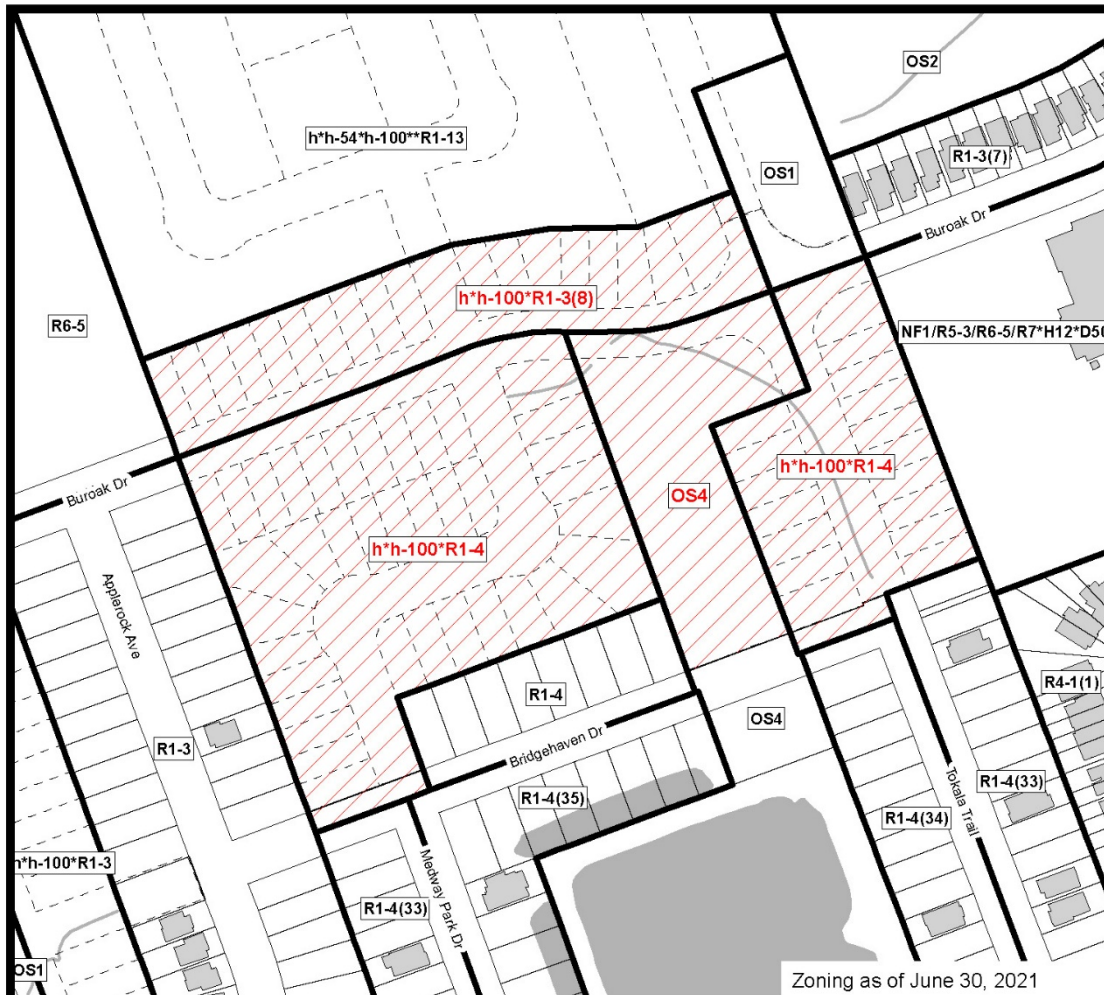 OS2
h*h-54*h-100**R1-13
R1-3(7)
OS1
Buroak Dr
h*h-100*R1-3(8)
R6-5
NF1/R5-3/R6-5/R7*H12*D50
h*h-100*R1-4
Buroak Dr
OS4
h*h-100*R1-4
Applerock Ave
R1-4
R4-1(1)
OS4
Bridgehaven Dr
R1-3
R1-4(33)
R1-4(35)
Tokala Trail
R1-4(34)
h*h-100*R1-3
Medway Park Dr
R1-4(33)
OS1
Zoning as of June 30, 2021